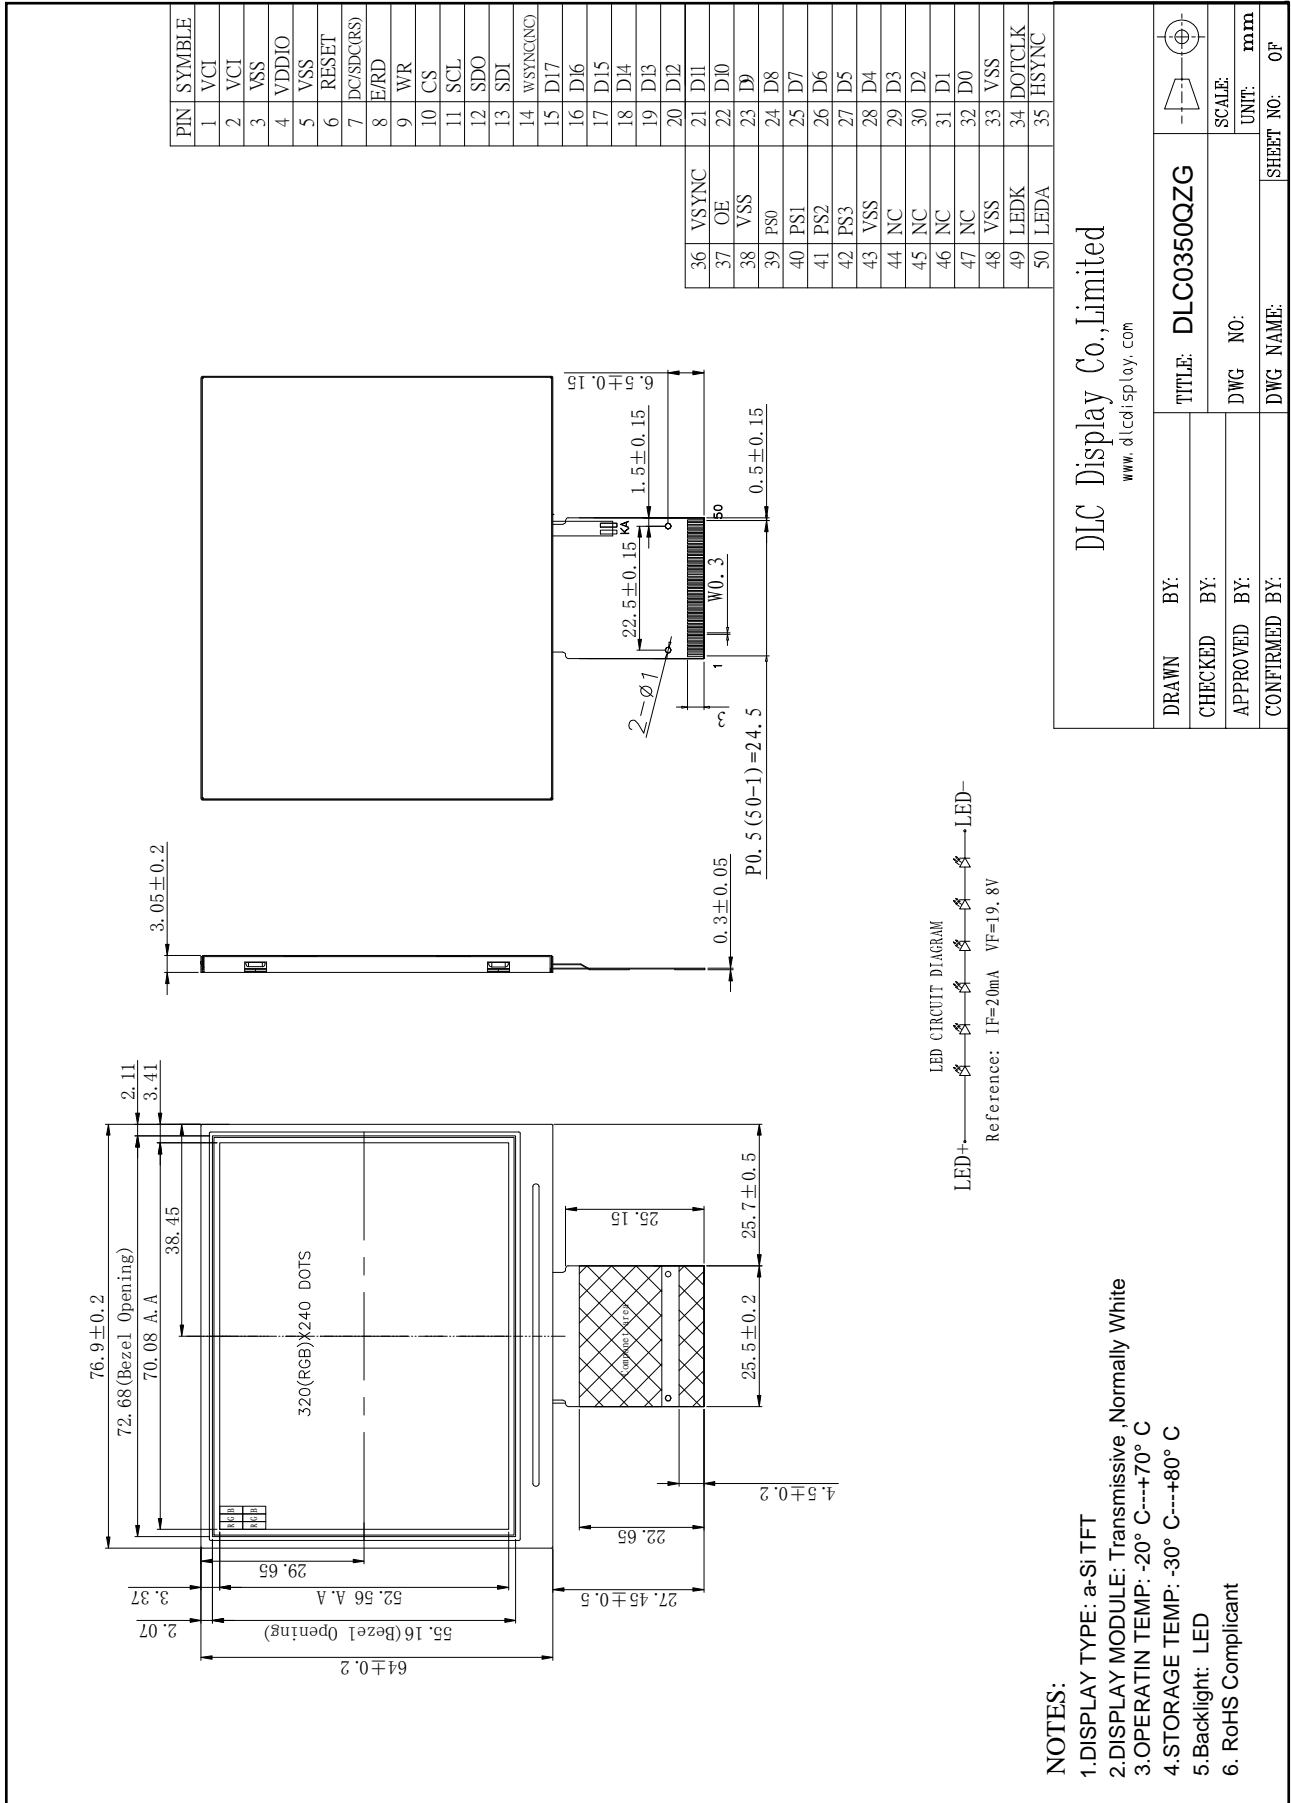 76.9±0.2
72.68(Bezel Opening)
70.08 A.A
38.45
2.11
3.41
320(RGB)X240 DOTS
R G B
R G B
R G B
R G B
29.65
3.37
52.56 A.A
2.07
55.16(Bezel Opening)
64±0.2
27.45±0.5
22.65
4.5±0.2
25.15
25.5±0.2
25.7±0.5
3.05±0.2
0.3±0.05
6.5±0.15
1.5±0.15
22.5±0.15
0.5±0.15
KA
2-Ø1
W0.3
1
50
3
P0.5(50-1)=24.5
LED CIRCUIT DIAGRAM
LED+
LED-
Reference: IF=20mA VF=19.8V
PIN SYMBLE
1 VCI
2 VCI
3 VSS
4 VDDIO
5 VSS
6 RESET
7 DC/SDC(RS)
8 E/RD
9 WR
10 CS
11 SCL
12 SDO
13 SDI
14 WSYNC(NC)
15 D17
16 D16
17 D15
18 D14
19 D13
20 D12
21 D11
22 D10
23 D9
24 D8
25 D7
26 D6
27 D5
28 D4
29 D3
30 D2
31 D1
32 D0
33 VSS
34 DOTCLK
35 HSYNC
36 VSYNC
37 OE
38 VSS
39 PS0
40 PS1
41 PS2
42 PS3
43 VSS
44 NC
45 NC
46 NC
47 NC
48 VSS
49 LEDK
50 LEDA
NOTES:
1.DISPLAY TYPE: a-Si TFT
2.DISPLAY MODULE: Transmissive ,Normally White
3.OPERATIN TEMP: -20° C---+70° C
4.STORAGE TEMP: -30° C---+80° C
5.Backlight: LED
6. RoHS Complicant
DLC Display Co.,Limited
www.dlcdisplay.com
DRAWN BY:
CHECKED BY:
APPROVED BY:
CONFIRMED BY:
TITLE: DLC0350QZG
DWG NO:
DWG NAME:
SCALE:
UNIT: mm
SHEET NO: OF